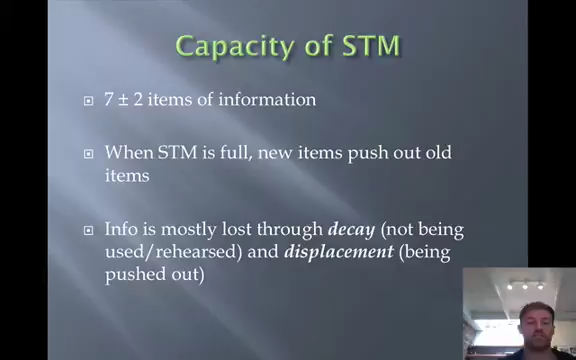 Capacity of STM
7 ± 2 items of information
When STM is full, new items push out old
items
Info is mostly lost through decay (not being
used/rehearsed) and displacement (being
pushed out)